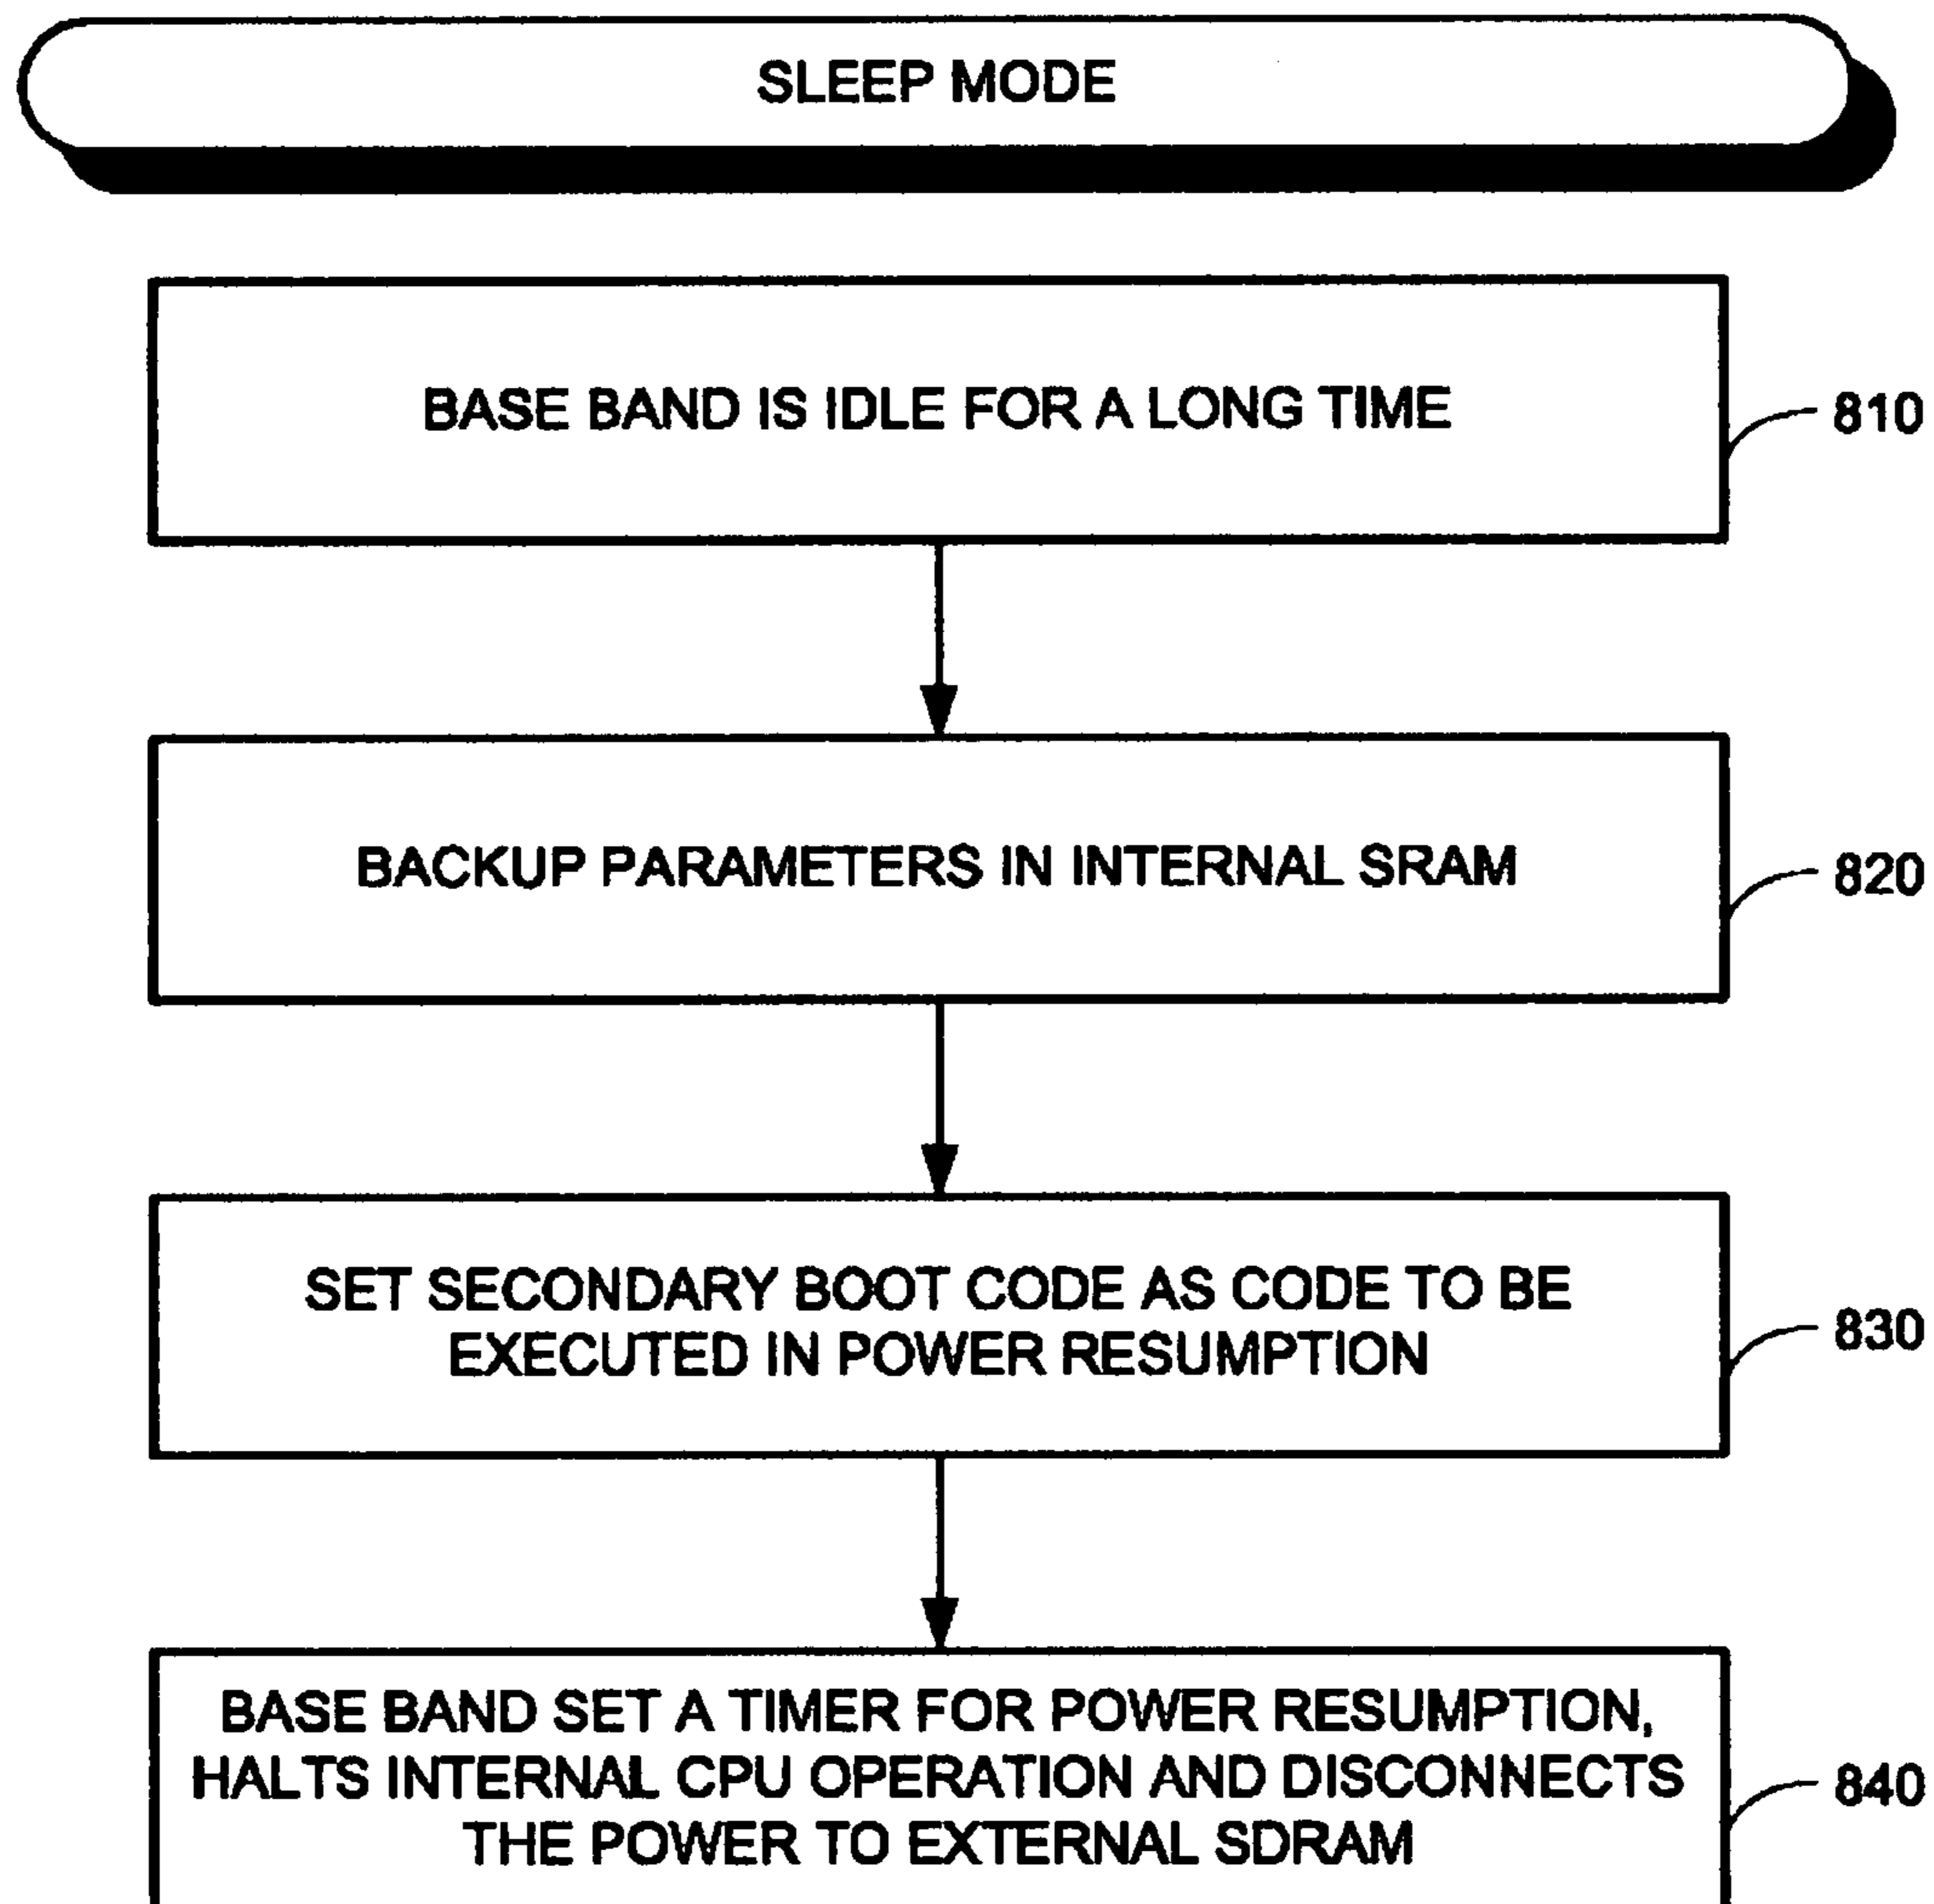 SLEEP MODE
BASE BAND IS IDLE FOR A LONG TIME
810
BACKUP PARAMETERS IN INTERNAL SRAM
820
SET SECONDARY BOOT CODE AS CODE TO BE
EXECUTED IN POWER RESUMPTION
830
BASE BAND SET A TIMER FOR POWER RESUMPTION,
HALTS INTERNAL CPU OPERATION AND DISCONNECTS
THE POWER TO EXTERNAL SDRAM
840